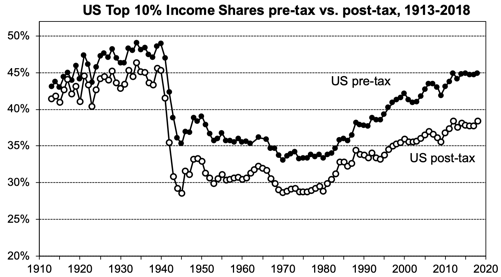 US Top 10% Income Shares pre-tax vs. post-tax, 1913-2018
50%
45%
US pre-tax
40%
US post-tax
35%
30%
25%
20%
1910 1920 1930 1940 1950 1960 1970 1980 1990 2000 2010 2020